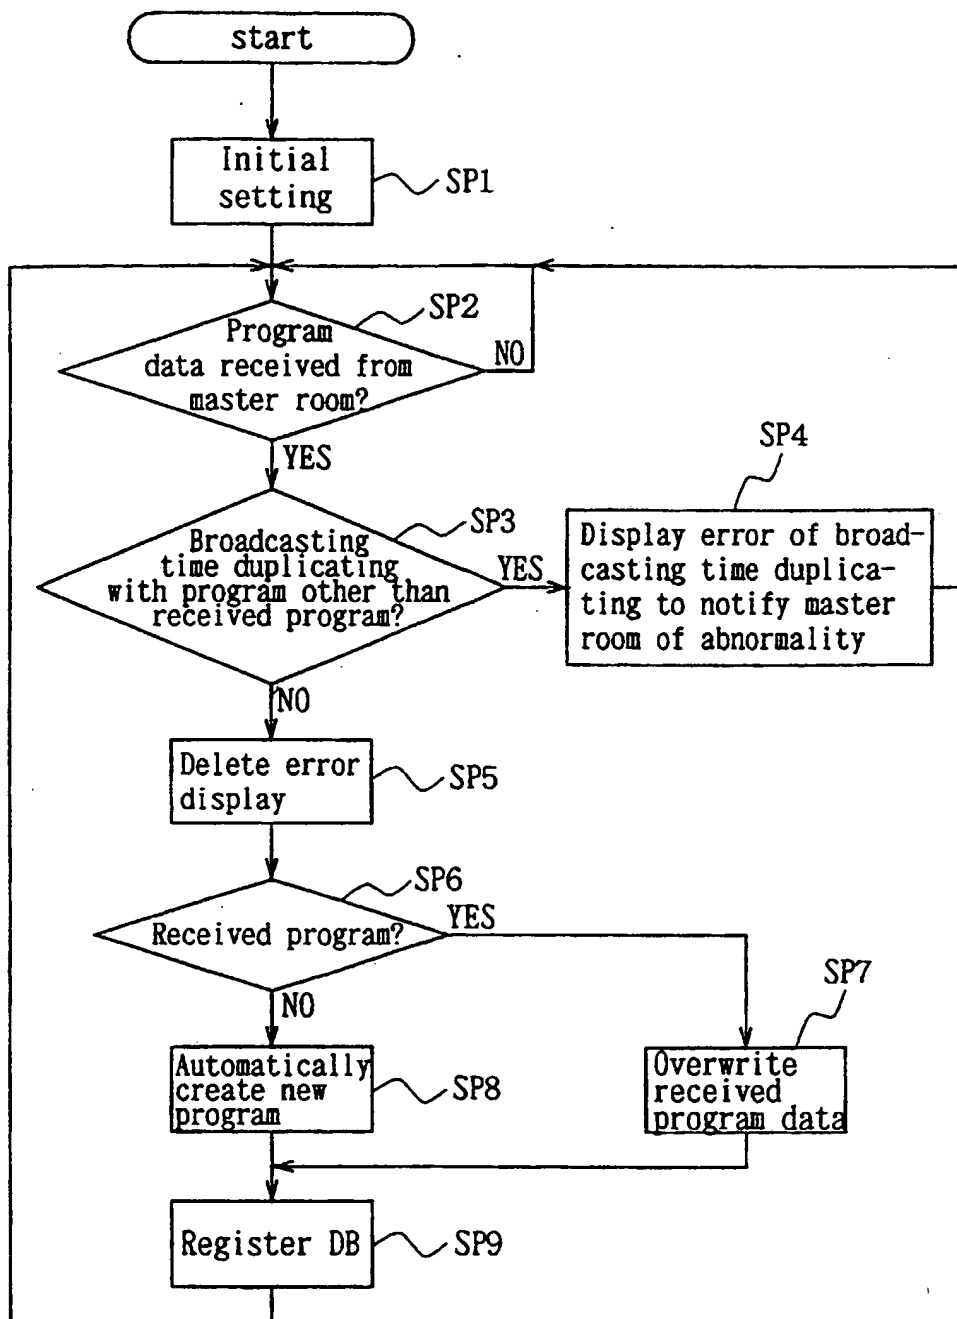 start
Initial
setting
SP1
SP2
Program
data received from
master room?
NO
YES
SP3
Broadcasting
time duplicating
with program other than
received program?
YES
SP4
Display error of broad-
casting time duplica-
ting to notify master
room of abnormality
NO
Delete error
display
SP5
SP6
Received program?
YES
NO
SP7
Overwrite
received
program data
Automatically
create new
program
SP8
Register DB
SP9